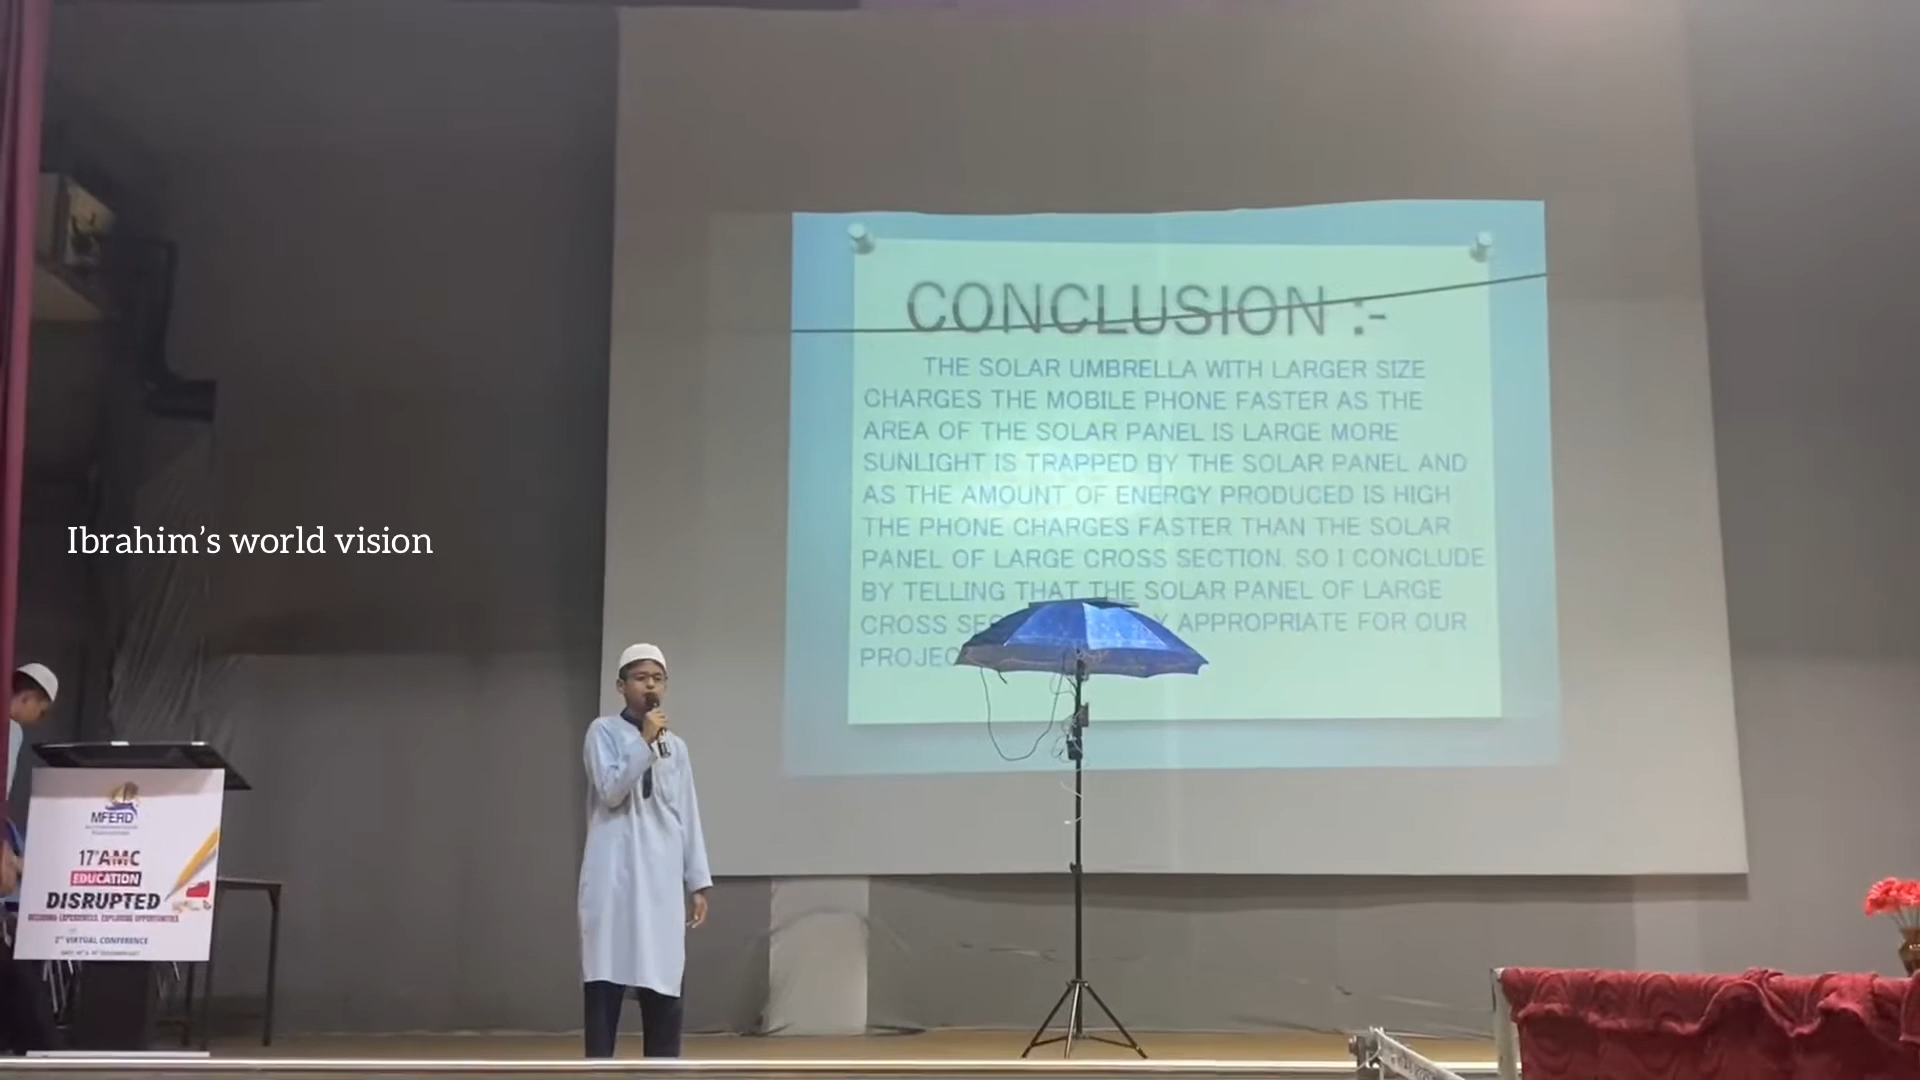 CONCLUSION :-
THE SOLAR UMBRELLA WITH LARGER SIZE
CHARGES THE MOBILE PHONE FASTER AS THE
AREA OF THE SOLAR PANEL IS LARGE MORE
SUNLIGHT IS TRAPPED BY THE SOLAR PANEL AND
AS THE AMOUNT OF ENERGY PRODUCED IS HIGH
THE PHONE CHARGES FASTER THAN THE SOLAR
PANEL OF LARGE CROSS SECTION. SO I CONCLUDE
BY TELLING THAT THE SOLAR PANEL OF LARGE
CROSS APPROPRIATE FOR OUR
Ibrahim's world vision
MFERD
17th AMC
EDUCATION
DISRUPTED
VIRTUAL CONFERENCE